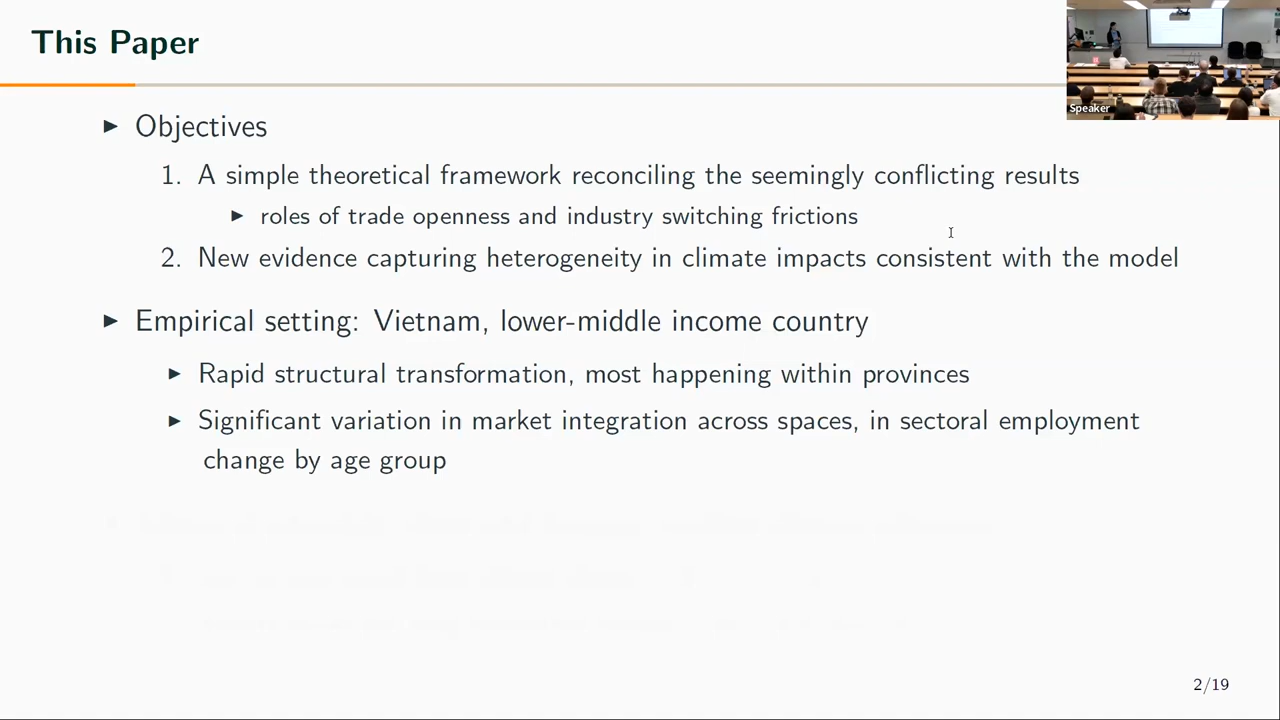 This Paper
Speaker
▶ Objectives
1. A simple theoretical framework reconciling the seemingly conflicting results
▶ roles of trade openness and industry switching frictions
2. New evidence capturing heterogeneity in climate impacts consistent with the model
▶ Empirical setting: Vietnam, lower-middle income country
▶ Rapid structural transformation, most happening within provinces
▶ Significant variation in market integration across spaces, in sectoral employment
change by age group
2/19